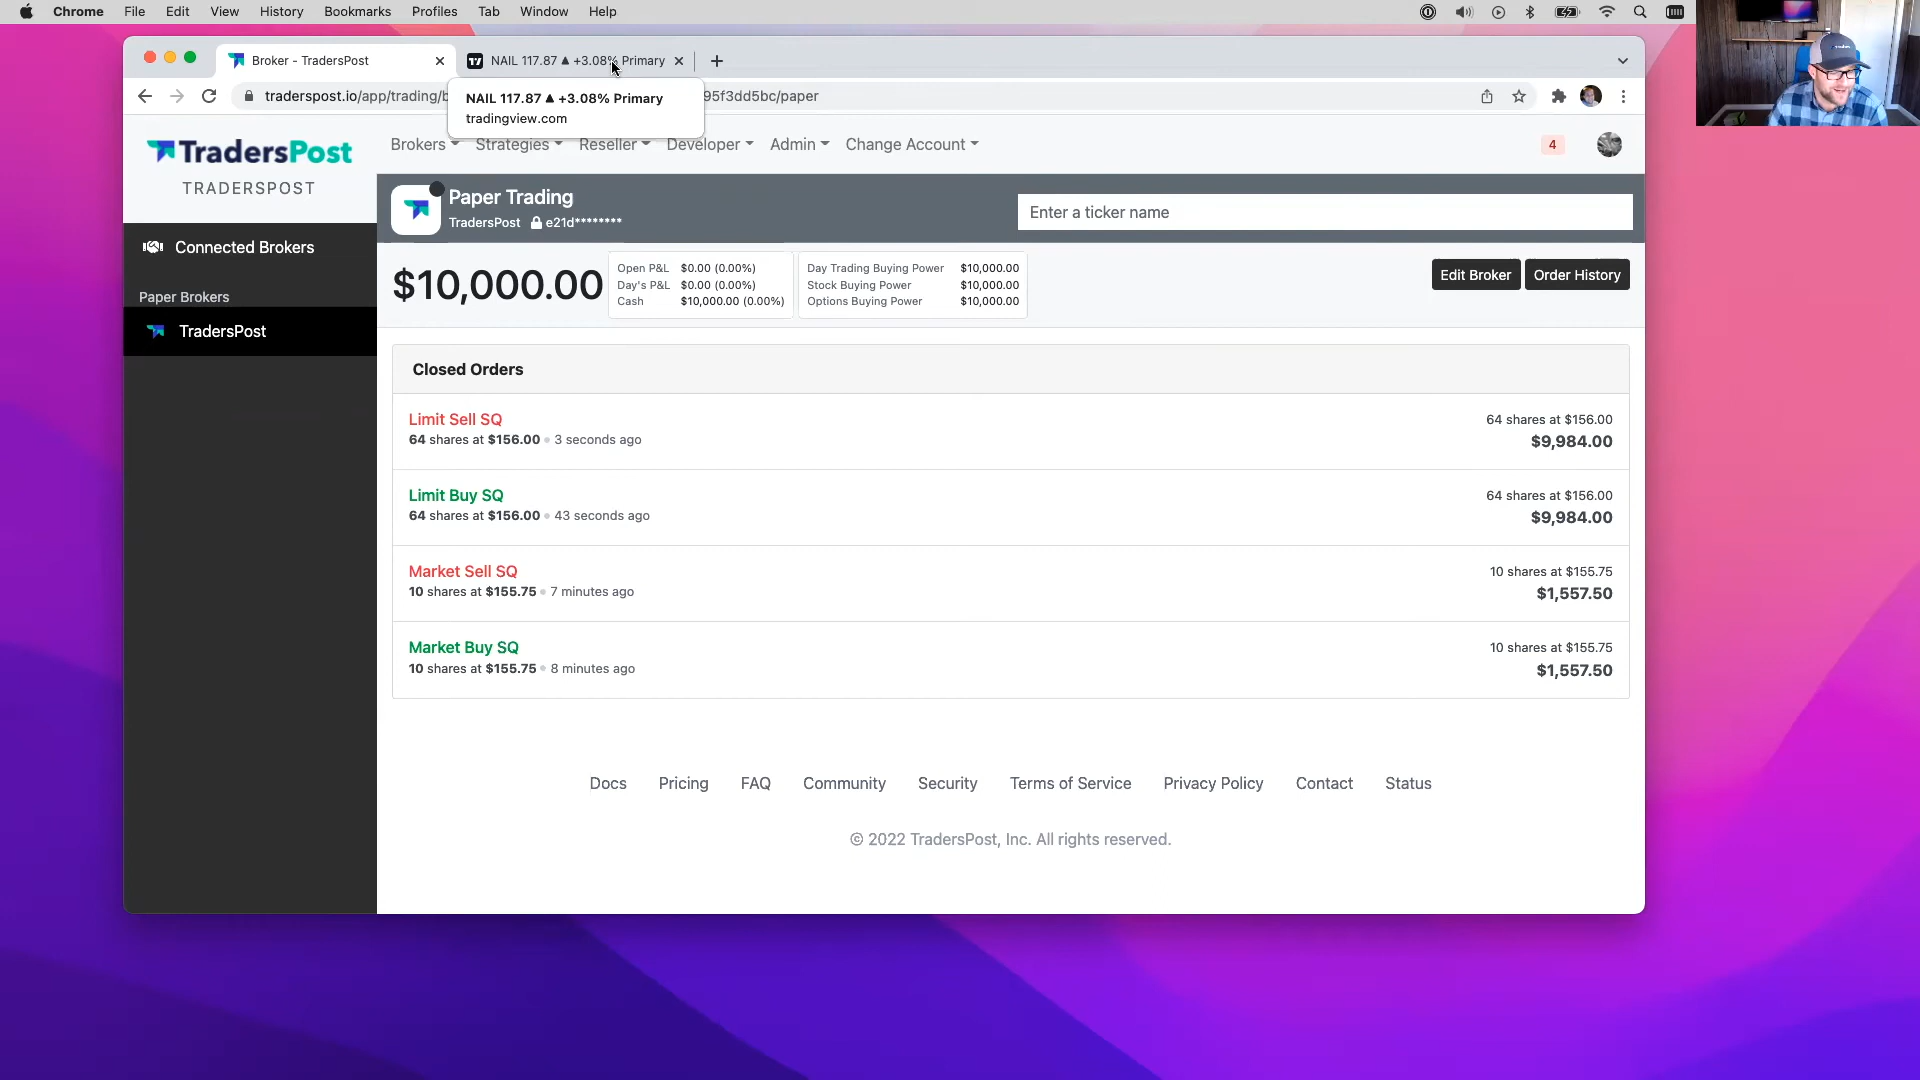 Chrome File Edit View History Bookmarks Profiles Tab Window Help
Broker - TradersPost
NAIL 117.87 ▲ +3.08% Primary
traderspost.io/app/trading/b
95f3dd5bc/paper
NAIL 117.87 ▲ +3.08% Primary
tradingview.com
TradersPost
TRADERSPOST
Brokers Strategies Reseller Developer Admin Change Account
4
Connected Brokers
Paper Brokers
TradersPost
Paper Trading
TradersPost e21d********
Enter a ticker name
$10,000.00
Open P&L $0.00 (0.00%)
Day's P&L $0.00 (0.00%)
Cash $10,000.00 (0.00%)
Day Trading Buying Power $10,000.00
Stock Buying Power $10,000.00
Options Buying Power $10,000.00
Edit Broker
Order History
Closed Orders
Limit Sell SQ
64 shares at $156.00 • 3 seconds ago
64 shares at $156.00
$9,984.00
Limit Buy SQ
64 shares at $156.00 • 43 seconds ago
64 shares at $156.00
$9,984.00
Market Sell SQ
10 shares at $155.75 • 7 minutes ago
10 shares at $155.75
$1,557.50
Market Buy SQ
10 shares at $155.75 • 8 minutes ago
10 shares at $155.75
$1,557.50
Docs Pricing FAQ Community Security Terms of Service Privacy Policy Contact Status
© 2022 TradersPost, Inc. All rights reserved.